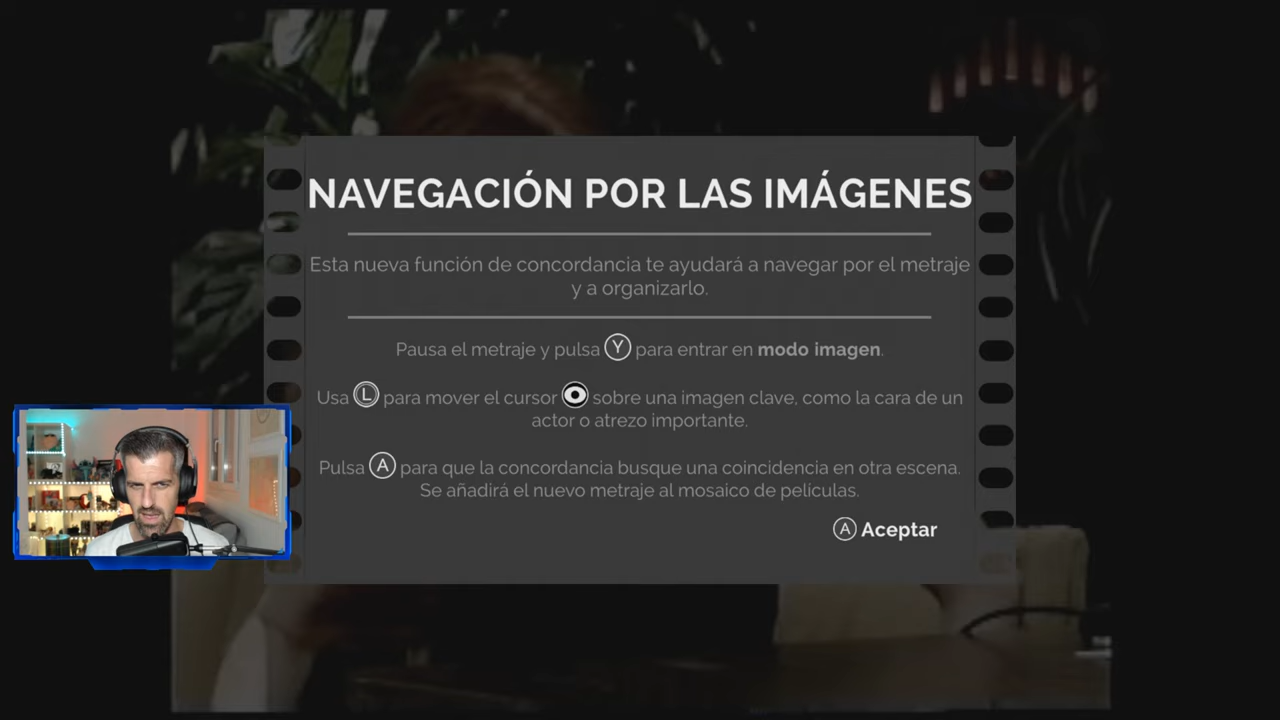 NAVEGACIÓN POR LAS IMÁGENES
Esta nueva función de concordancia te ayudará a navegar por el metraje
y a organizarlo.
Pausa el metraje y pulsa Y para entrar en modo imagen.
Usa L para mover el cursor sobre una imagen clave, como la cara de un
actor o atrezo importante.
Pulsa A para que la concordancia busque una coincidencia en otra escena.
Se añadirá el nuevo metraje al mosaico de películas.
A Aceptar